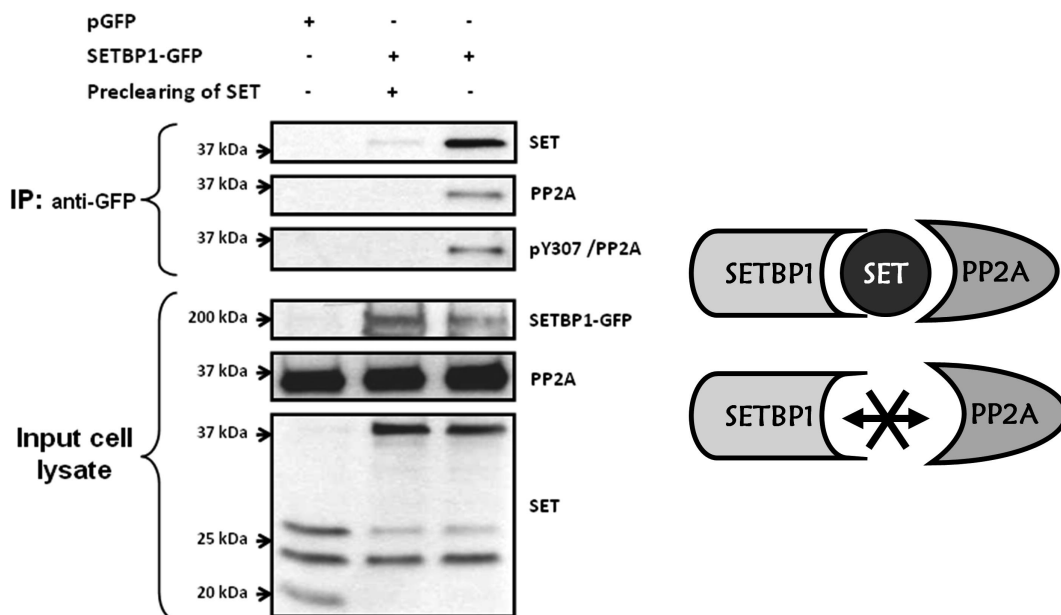 pGFP + - -
SETBP1-GFP - + +
Preclearing of SET - + -
IP: anti-GFP
37 kDa SET
37 kDa PP2A
37 kDa pY307 /PP2A
Input cell
lysate
200 kDa SETBP1-GFP
37 kDa PP2A
37 kDa
SET
25 kDa
20 kDa
SETBP1 SET PP2A
SETBP1 PP2A